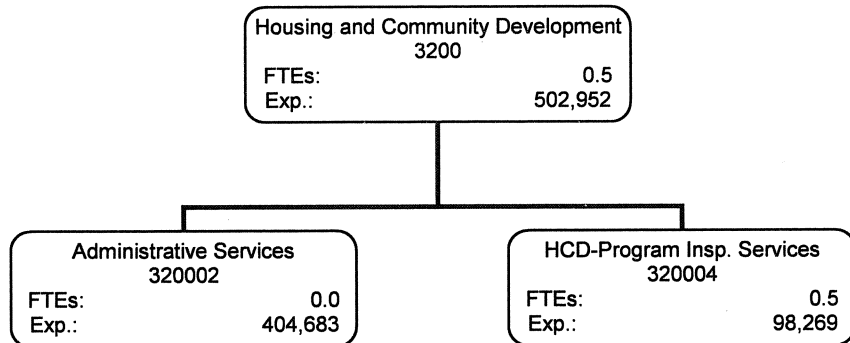 Housing and Community Development
3200
FTEs: 0.5
Exp.: 502,952
Administrative Services
320002
FTEs: 0.0
Exp.: 404,683
HCD-Program Insp. Services
320004
FTEs: 0.5
Exp.: 98,269